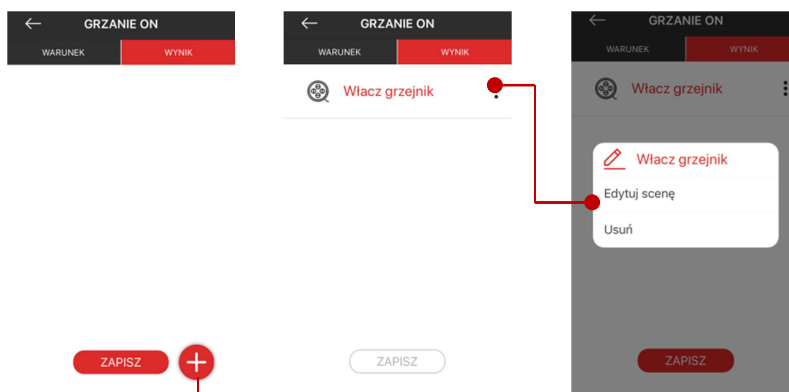 GRZANIE ON
WARUNEK WYNIK
ZAPISZ
GRZANIE ON
WARUNEK WYNIK
Włacz grzejnik
ZAPISZ
GRZANIE ON
WARUNEK WYNIK
Włacz grzejnik
Włacz grzejnik
Edytuj scenę
Usuń
ZAPISZ